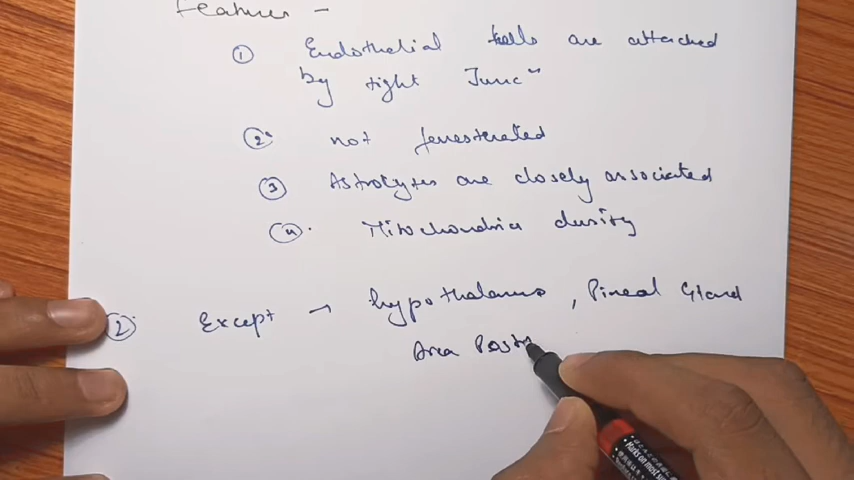 Features -
① Endothelial cells are attached
by tight Juncⁿ
② not fenestrated
③ Astrocytes are closely associated
④ Mitochondria density
② Except → hypothalamus, Pineal Gland
Area Postr